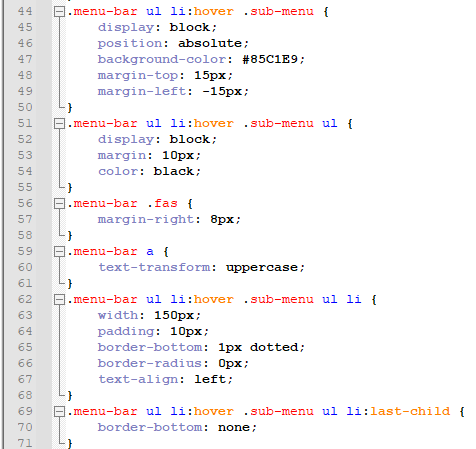 44 .menu-bar ul li:hover .sub-menu {
45 display: block;
46 position: absolute;
47 background-color: #85C1E9;
48 margin-top: 15px;
49 margin-left: -15px;
50 }
51 .menu-bar ul li:hover .sub-menu ul {
52 display: block;
53 margin: 10px;
54 color: black;
55 }
56 .menu-bar .fas {
57 margin-right: 8px;
58 }
59 .menu-bar a {
60 text-transform: uppercase;
61 }
62 .menu-bar ul li:hover .sub-menu ul li {
63 width: 150px;
64 padding: 10px;
65 border-bottom: 1px dotted;
66 border-radius: 0px;
67 text-align: left;
68 }
69 .menu-bar ul li:hover .sub-menu ul li:last-child {
70 border-bottom: none;
71 }